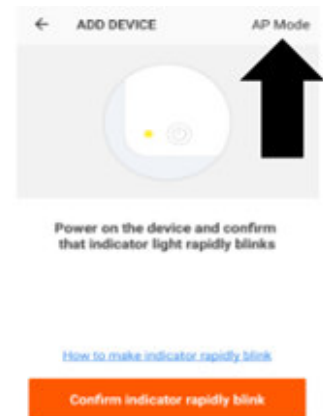 ← ADD DEVICE AP Mode
Power on the device and confirm
that indicator light rapidly blinks
How to make indicator rapidly blink
Confirm indicator rapidly blink